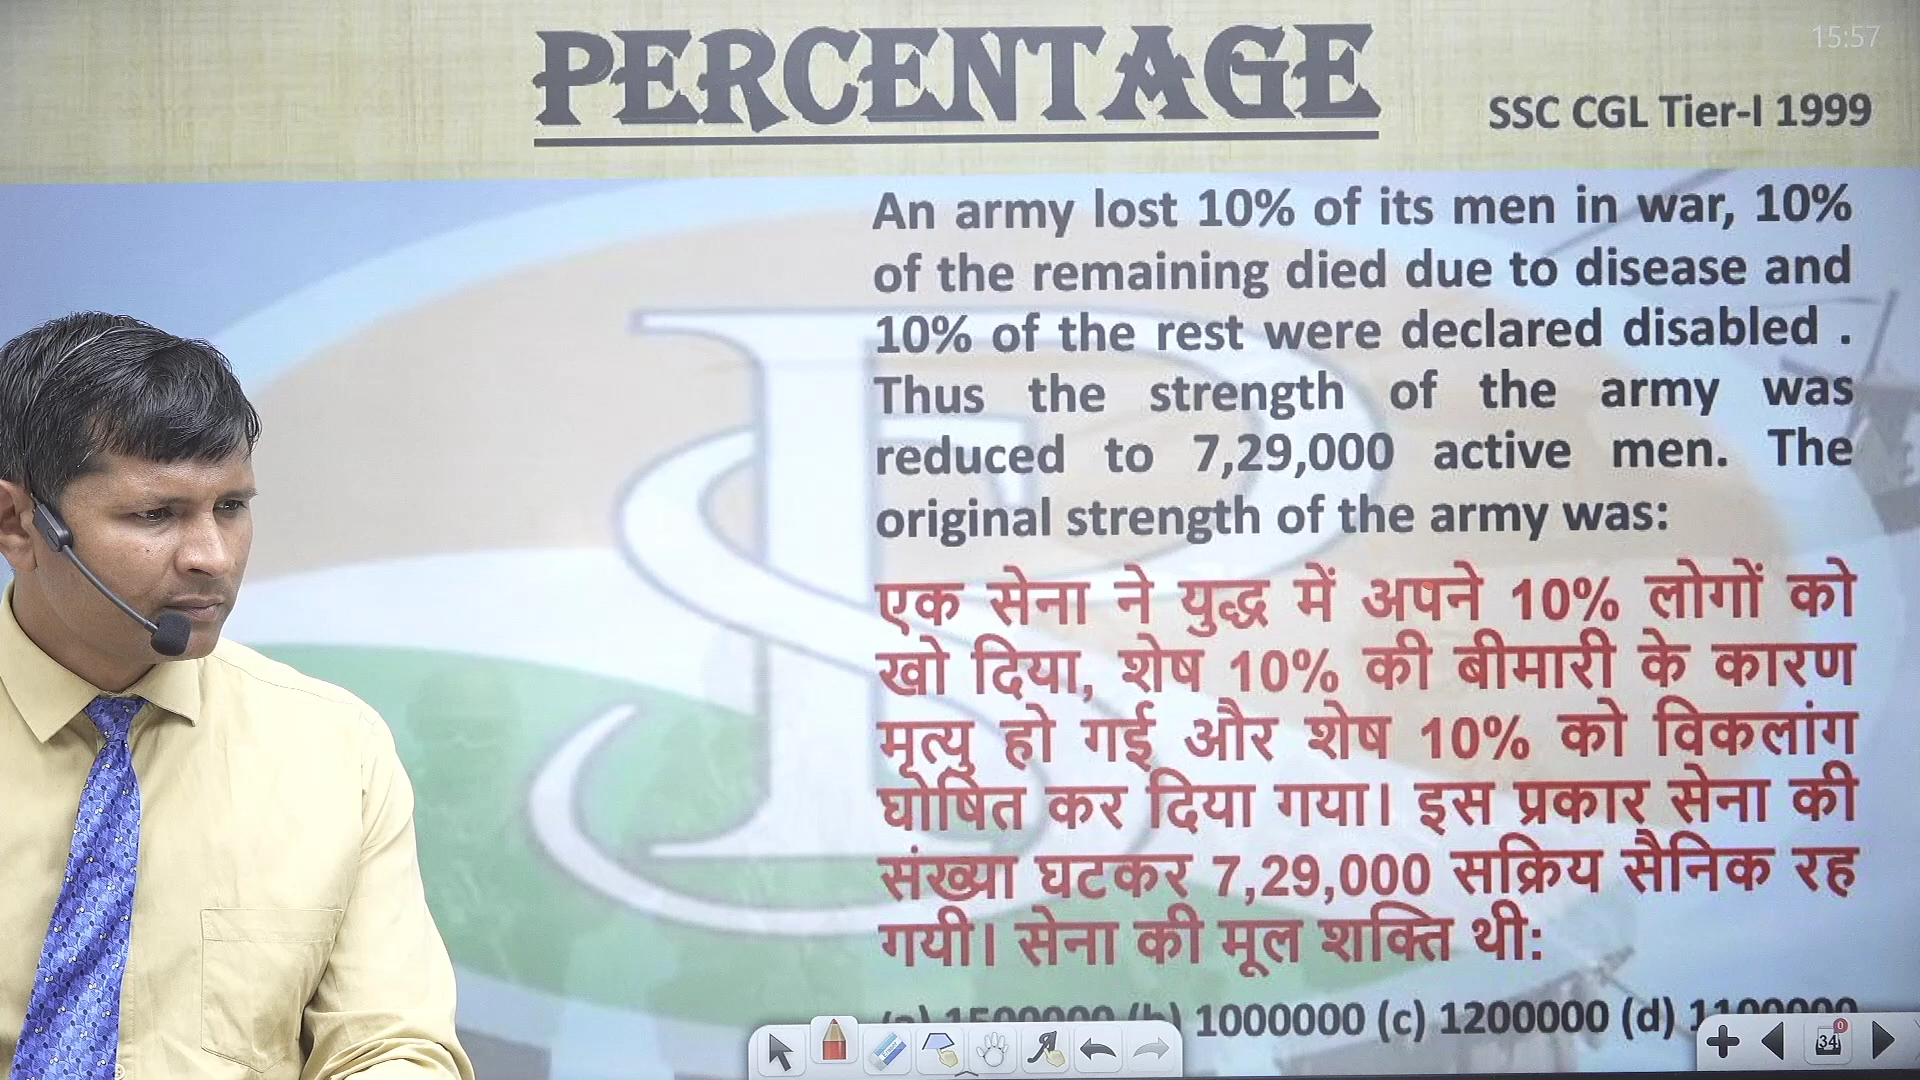 PERCENTAGE
15:57
SSC CGL Tier-I 1999
An army lost 10% of its men in war, 10%
of the remaining died due to disease and
10% of the rest were declared disabled .
Thus the strength of the army was
reduced to 7,29,000 active men. The
original strength of the army was:
एक सेना ने युद्ध में अपने 10% लोगों को
खो दिया, शेष 10% की बीमारी के कारण
मृत्यु हो गई और शेष 10% को विकलांग
घोषित कर दिया गया। इस प्रकार सेना की
संख्या घटकर 7,29,000 सक्रिय सैनिक रह
गयी। सेना की मूल शक्ति थी:
(a) 1500000 (b) 1000000 (c) 1200000 (d) 1100000
34
0